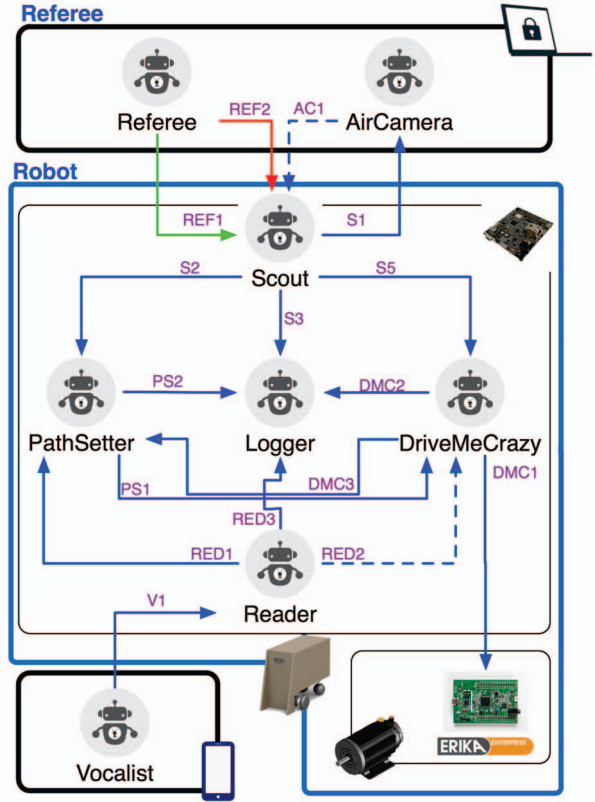 Referee
Referee
REF2
AC1
AirCamera
Robot
REF1
S1
Scout
S2
S5
S3
PS2
DMC2
PathSetter
Logger
DriveMeCrazy
PS1
DMC3
DMC1
RED3
RED1
RED2
V1
Reader
Vocalist
ERIKA ENTERPRISE